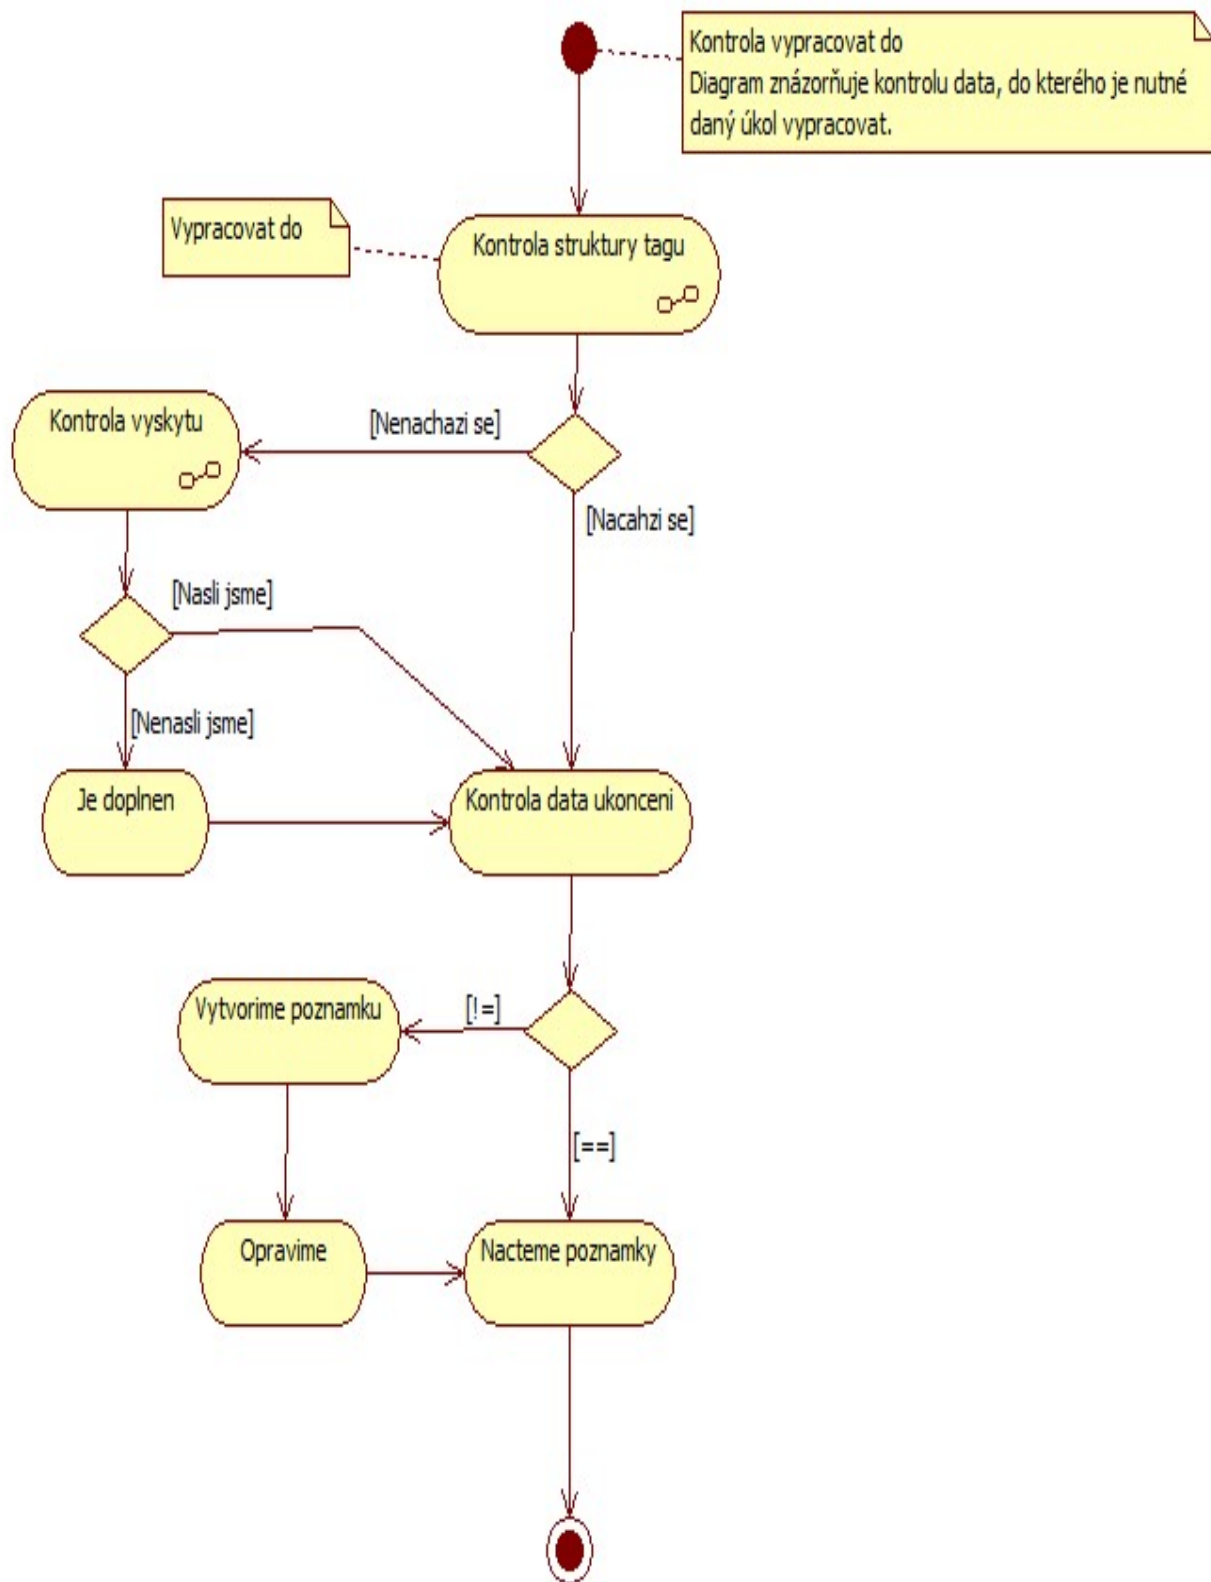 Kontrola vypracovat do
Diagram znázorňuje kontrolu data, do kterého je nutné
daný úkol vypracovat.
Vypracovat do
Kontrola struktury tagu
Kontrola vyskytu
[Nenachazi se]
[Nacahzi se]
[Nasli jsme]
[Nenasli jsme]
Je doplnen
Kontrola data ukonceni
Vytvorime poznamku
[!=]
[==]
Opravime
Nacteme poznamky